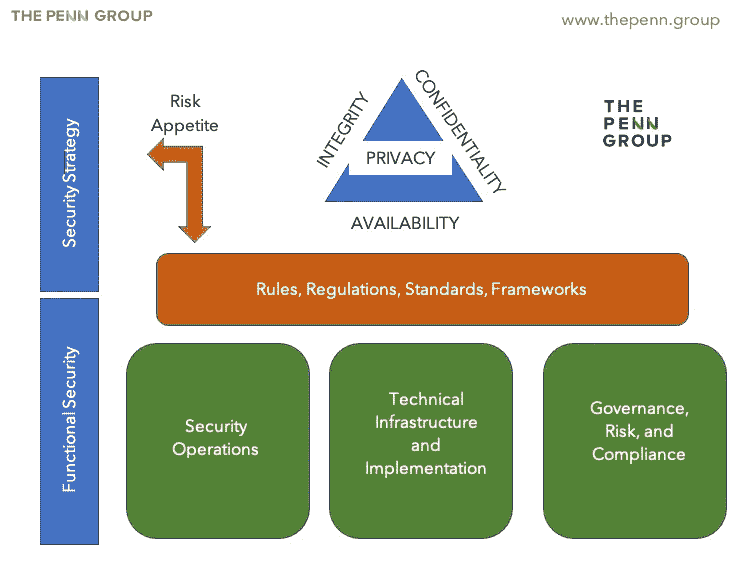 THE PENN GROUP
www.thepenn.group
Risk
Appetite
INTEGRITY
CONFIDENTIALITY
PRIVACY
AVAILABILITY
THE
PENN
GROUP
Security Strategy
Rules, Regulations, Standards, Frameworks
Functional Security
Security
Operations
Technical
Infrastructure
and
Implementation
Governance,
Risk, and
Compliance